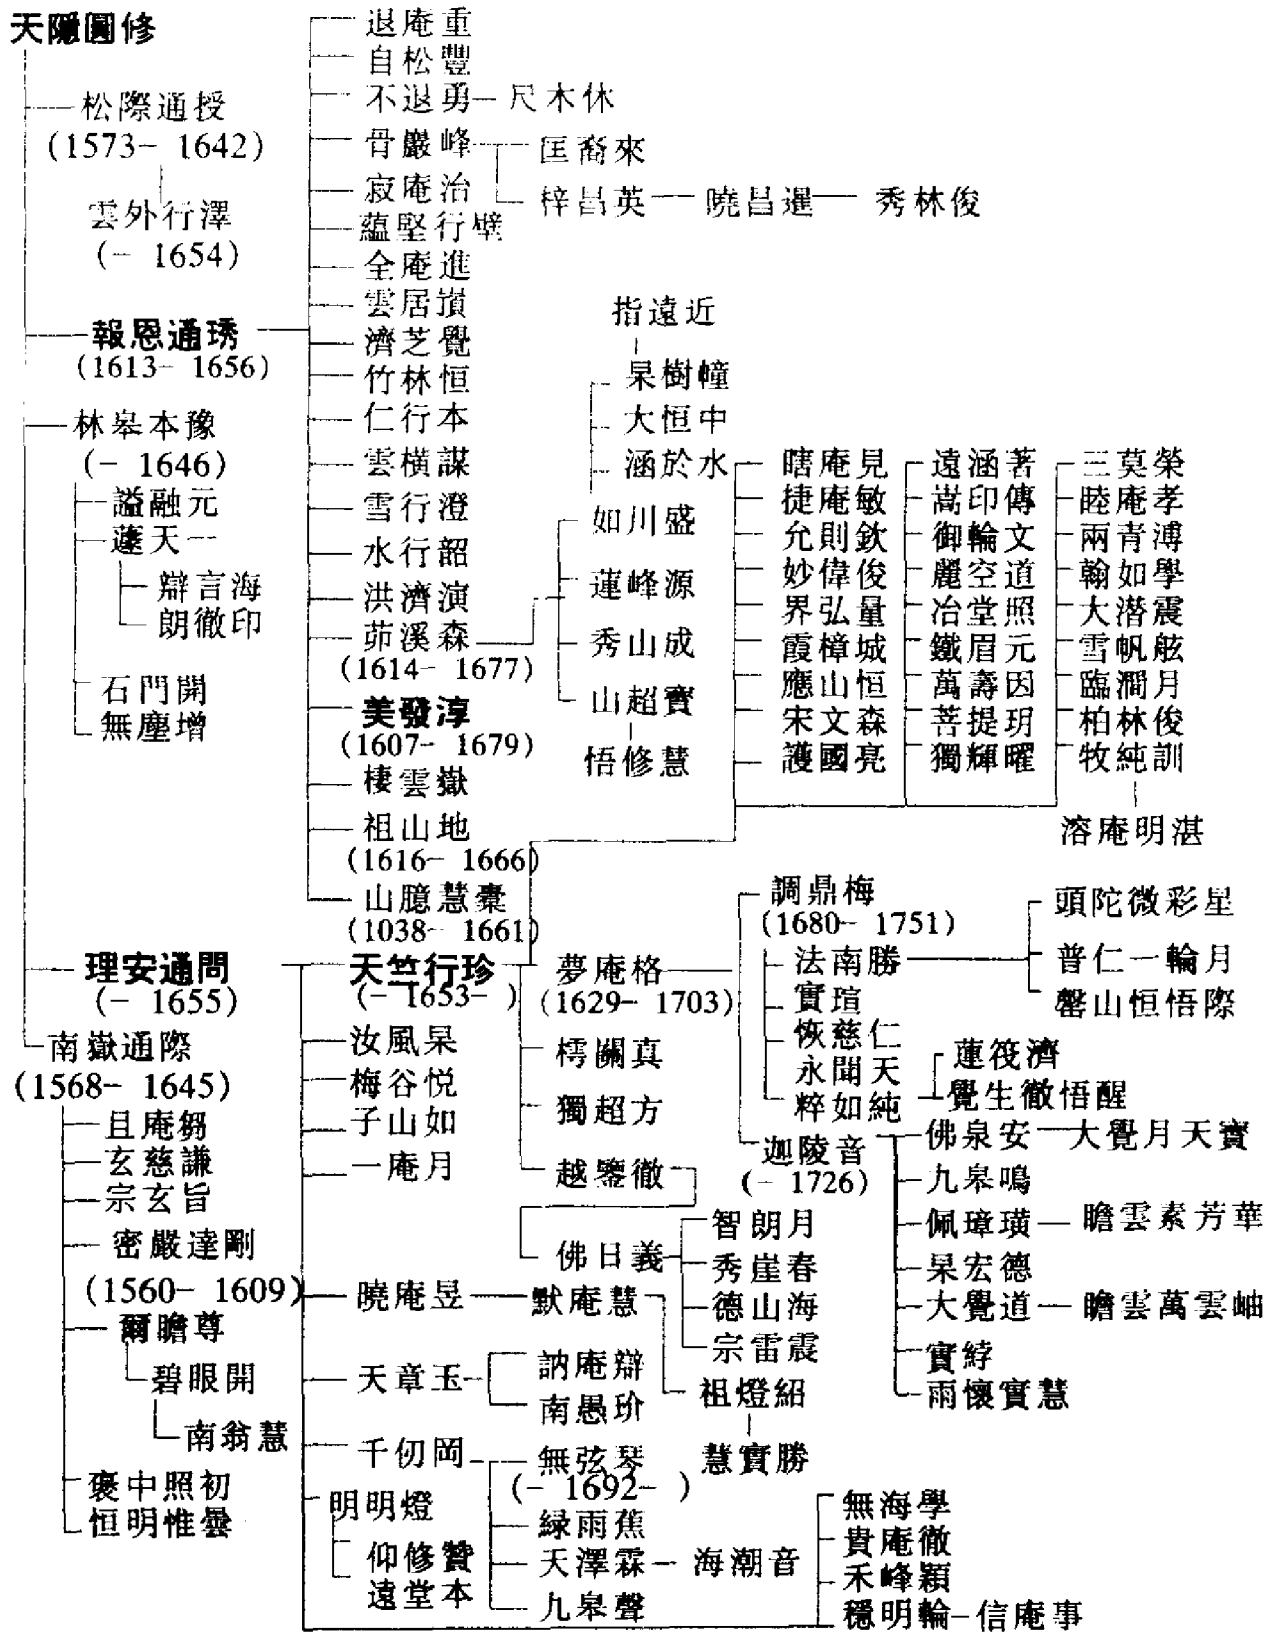 天隱圓修
松際通授
(1573- 1642)
雲外行澤
(- 1654)
報恩通琇
(1613- 1656)
林皋本豫
(- 1646)
謚融元
蓮天一
辯言海
朗徹印
石門開
無塵增
理安通問
(- 1655)
南嶽通際
(1568- 1645)
且庵芻
玄慈謙
宗玄旨
密嚴達剛
(1560- 1609)
爾瞻尊
碧眼開
南翁慧
褒中照初
恒明惟曇
退庵重
自松豐
不退勇 尺木休
骨巖峰 匡裔來
梓昌英 曉昌暹 秀林俊
寂庵治
蘊堅行璧
全庵進
雲居㠔
濟芝覺
竹林恒
仁行本
雲橫謀
雪行澄
水行韶
洪濟演
茆溪森
(1614- 1677)
美發淳
(1607- 1679)
棲雲嶽
祖山地
(1616- 1666)
山臆慧橐
(1038- 1661)
指遠近
杲樹幢
大恒中
涵於水
如川盛
蓮峰源
秀山成
山超寶
悟修慧
瞎庵見 遠涵著 三莫榮
捷庵敏 嵩印傳 睦庵孝
允則欽 御輪文 兩青溥
妙偉俊 麗空道 翰如學
界弘量 冶堂照 大潛震
霞樟城 鐵眉元 雪帆舷
應山恒 萬壽因 臨澗月
宋文森 菩提玥 柏林俊
護國亮 獨輝曜 牧純訓
溶庵明湛
天竺行珍
(- 1653- )
汝風杲
梅谷悦
子山如
一庵月
夢庵格
(1629- 1703)
樗關真
獨超方
越鑒徹
佛日義
調鼎梅
(1680- 1751)
法南勝
實瑄
恢慈仁
永聞天
粹如純
頭陀微彩星
普仁一輪月
罄山恒悟際
蓮筏濟
覺生徹悟醒
迦陵音
(- 1726)
佛泉安 大覺月天寶
九皋鳴
佩璋璜 瞻雲素芳華
杲宏德
大覺道 瞻雲萬雲岫
實緈
雨懷實慧
智朗月
秀崖春
德山海
宗雷震
曉庵昱 默庵慧
祖燈紹
慧實勝
天章玉 訥庵辯
南愚玠
千仞岡 無弦琴
(- 1692- )
綠雨蕉
天澤霖 海潮音
九皋聲
明明燈
仰修贊
遠堂本
無海學
貴庵徹
禾峰穎
穩明輪 信庵事